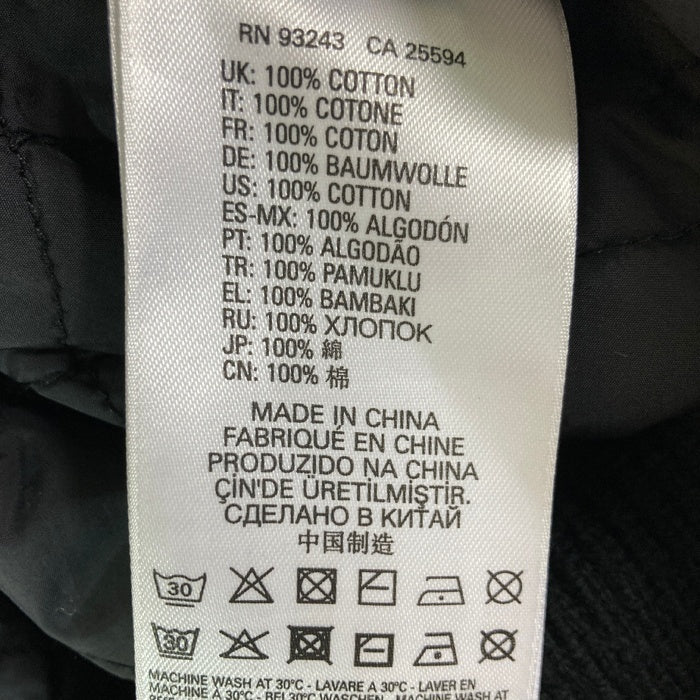 RN 93243 CA 25594
UK: 100% COTTON
IT: 100% COTONE
FR: 100% COTON
DE: 100% BAUMWOLLE
US: 100% COTTON
ES-MX: 100% ALGODÓN
PT: 100% ALGODÃO
TR: 100% PAMUKLU
EL: 100% BAMBAKI
RU: 100% ХЛОПОК
JP: 100% 綿
CN: 100% 棉
MADE IN CHINA
FABRIQUÉ EN CHINE
PRODUZIDO NA CHINA
ÇİN'DE ÜRETİLMİŞTİR.
СДЕЛАНО В КИТАЙ
中国制造
30
30
MACHINE WASH AT 30°C - LAVARE A 30°C - LAVER EN
MACHINE A 30°C - BEI 30°C WASCHEN - MACHINE WASH AT